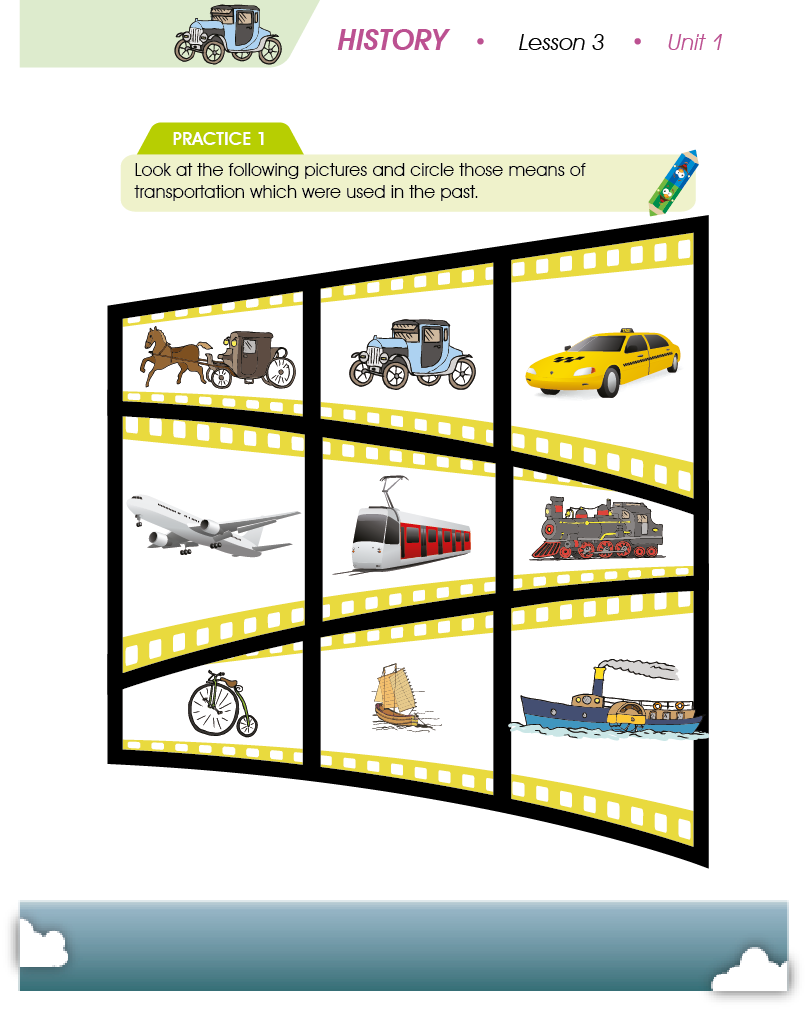 HISTORY • Lesson 3 • Unit 1
PRACTICE 1
Look at the following pictures and circle those means of
transportation which were used in the past.